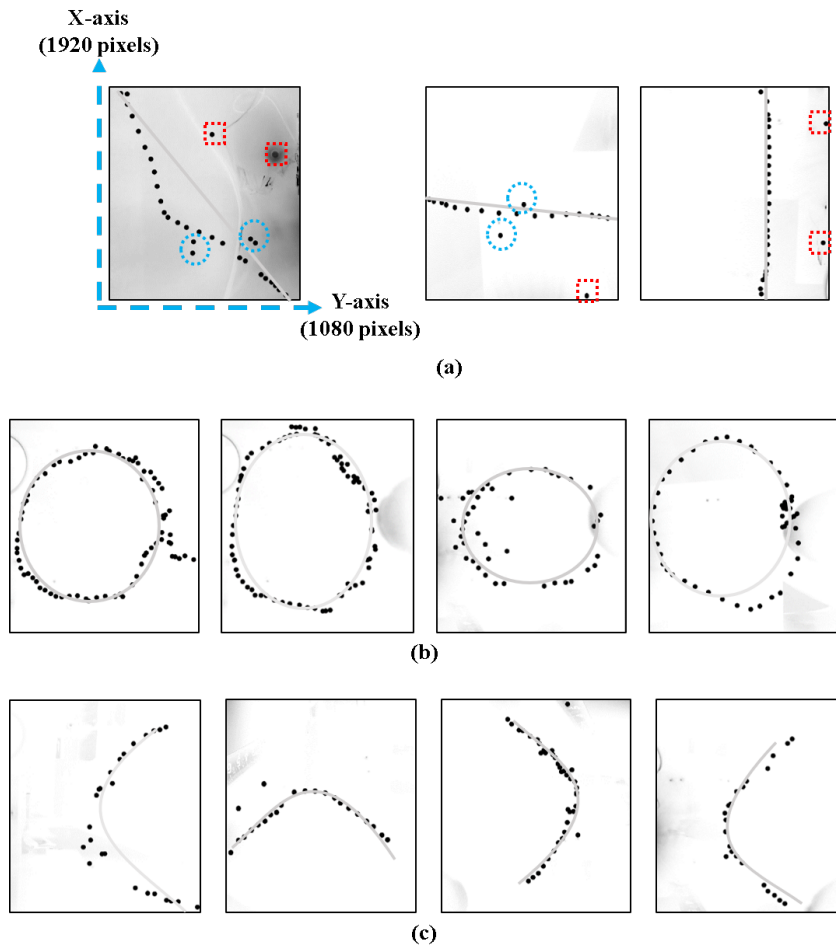 X-axis
(1920 pixels)
Y-axis
(1080 pixels)
(a)
(b)
(c)